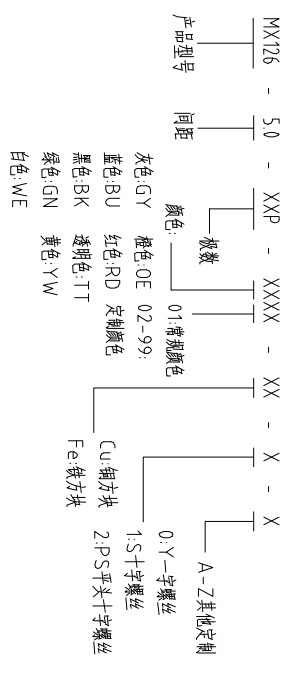 MX126 - 5.0 - XXP - XXXX - XX - X - X
产品型号
间距
极数
颜色:
灰色:GY 橙色:OE
蓝色:BU 红色:RD
黑色:BK 透明色:TT
绿色:GN 黄色:YW
白色:WE
01:常规颜色
02-99:
定制颜色
Cu:铜方块
Fe:铁方块
0:Y一字螺丝
1:S十字螺丝
2:PS平头十字螺丝
A-Z其他定制